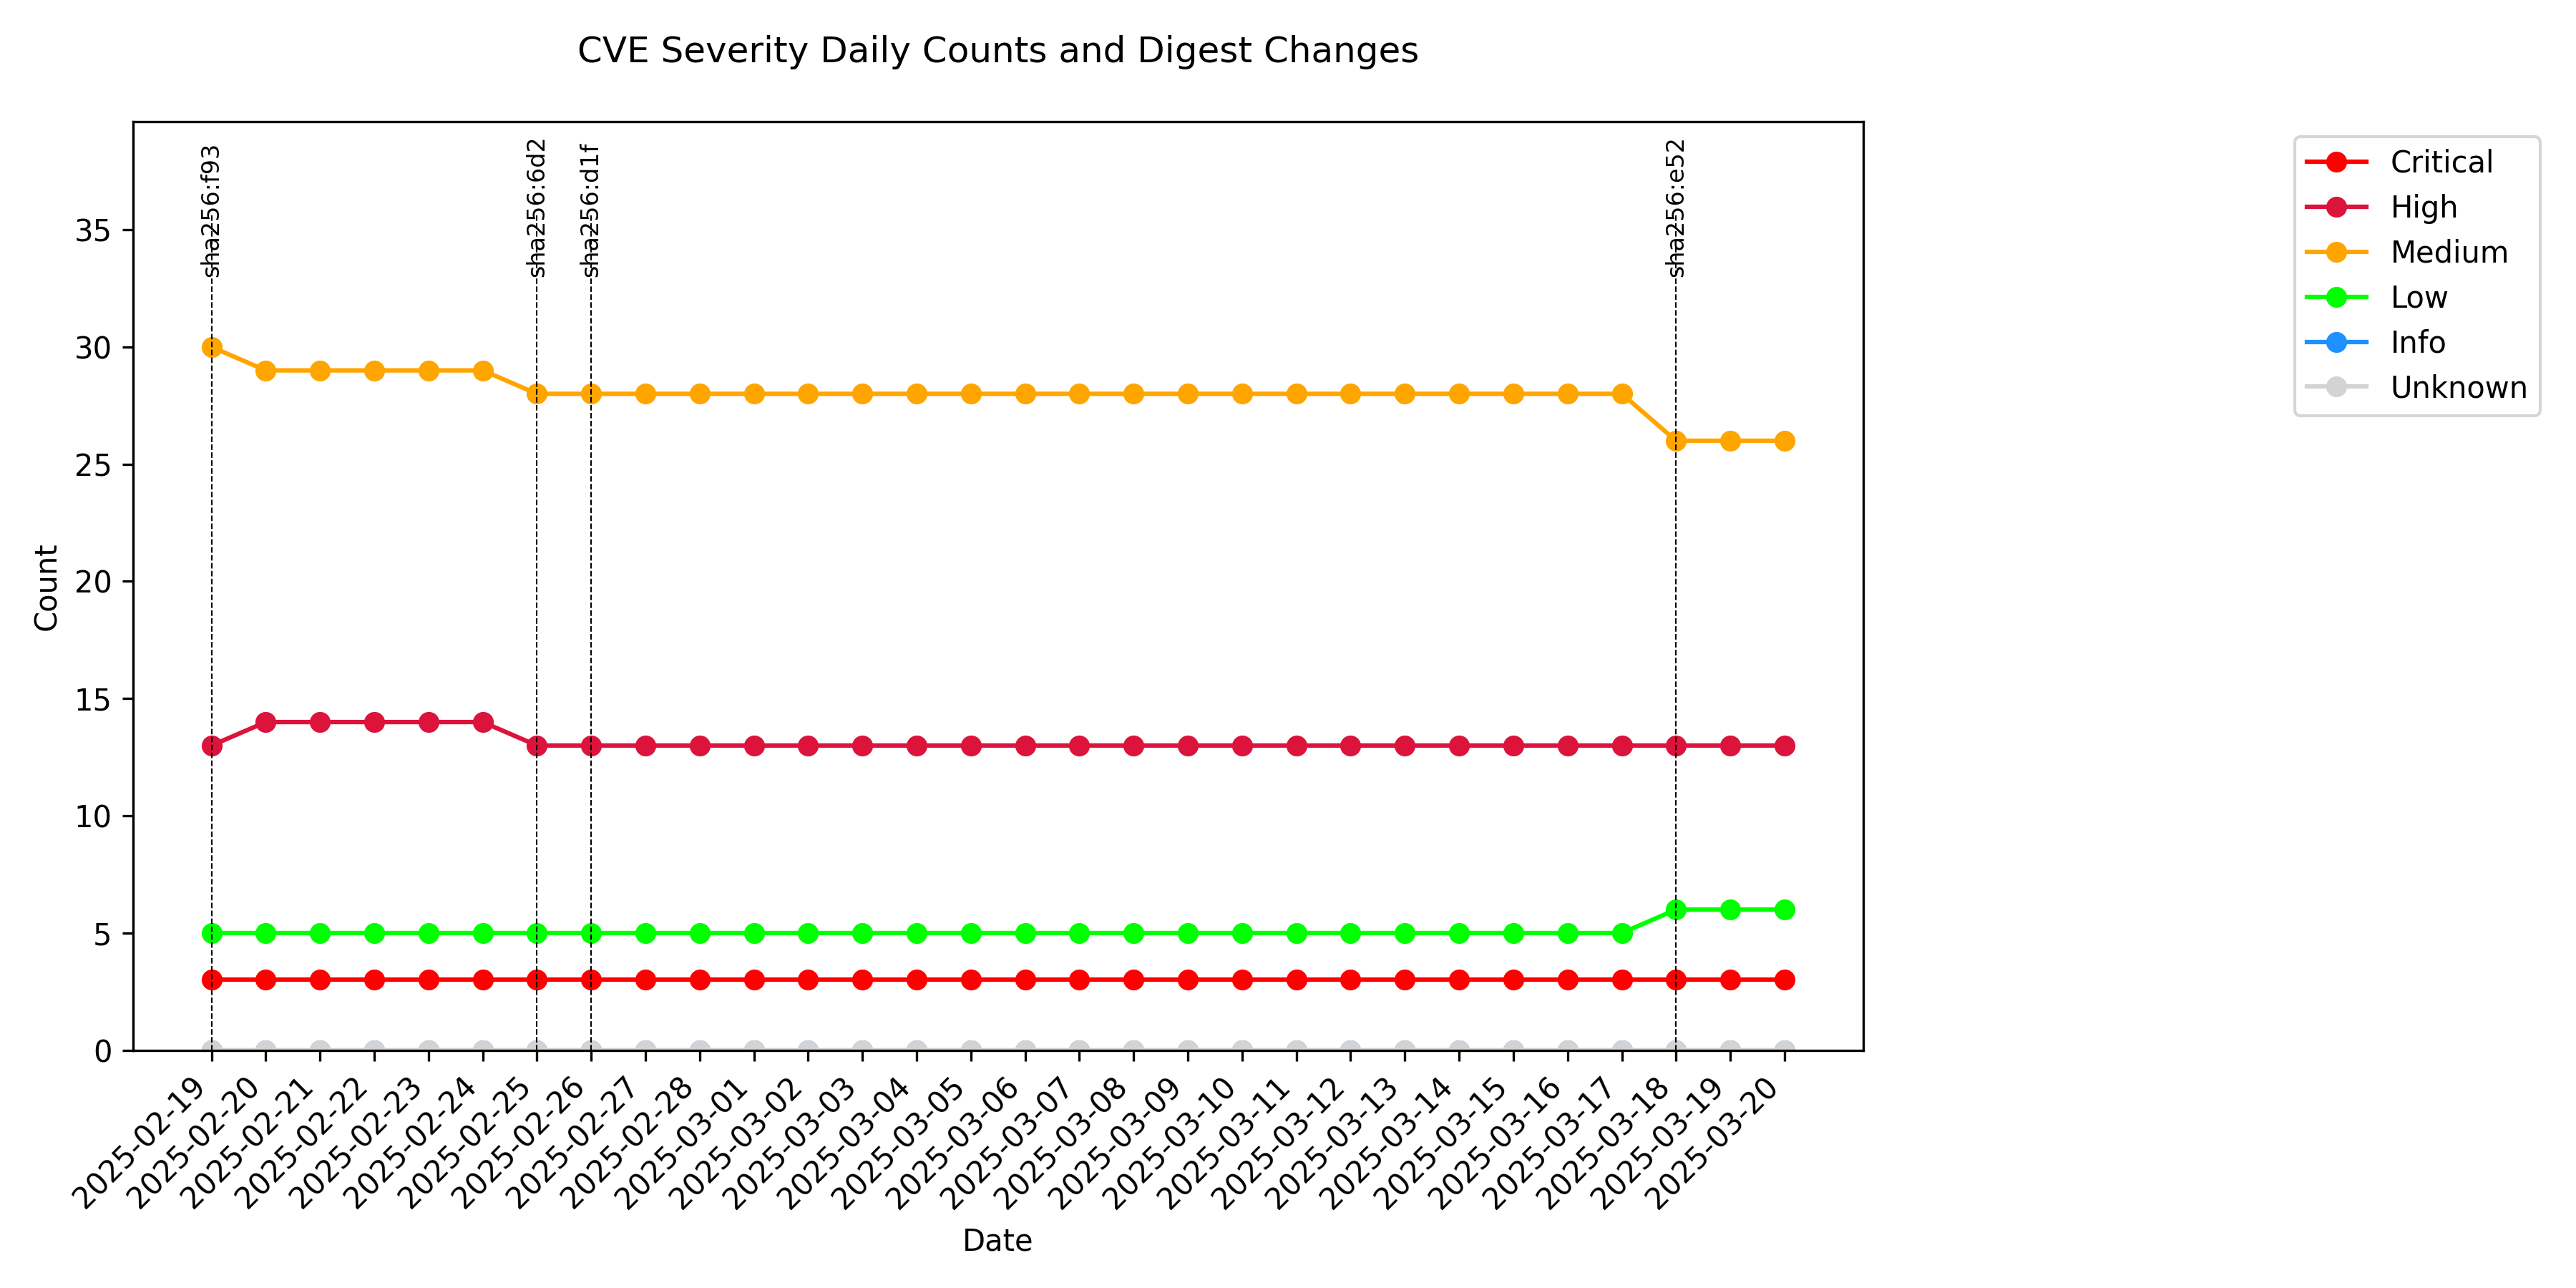 CVE Severity Daily Counts and Digest Changes
sha256:f93
sha256:6d2
sha256:d1f
sha256:e52
Critical
High
Medium
Low
Info
Unknown
Count
35
30
25
20
15
10
5
0
2025-02-19
2025-02-20
2025-02-21
2025-02-22
2025-02-23
2025-02-24
2025-02-25
2025-02-26
2025-02-27
2025-02-28
2025-03-01
2025-03-02
2025-03-03
2025-03-04
2025-03-05
2025-03-06
2025-03-07
2025-03-08
2025-03-09
2025-03-10
2025-03-11
2025-03-12
2025-03-13
2025-03-14
2025-03-15
2025-03-16
2025-03-17
2025-03-18
2025-03-19
2025-03-20
Date